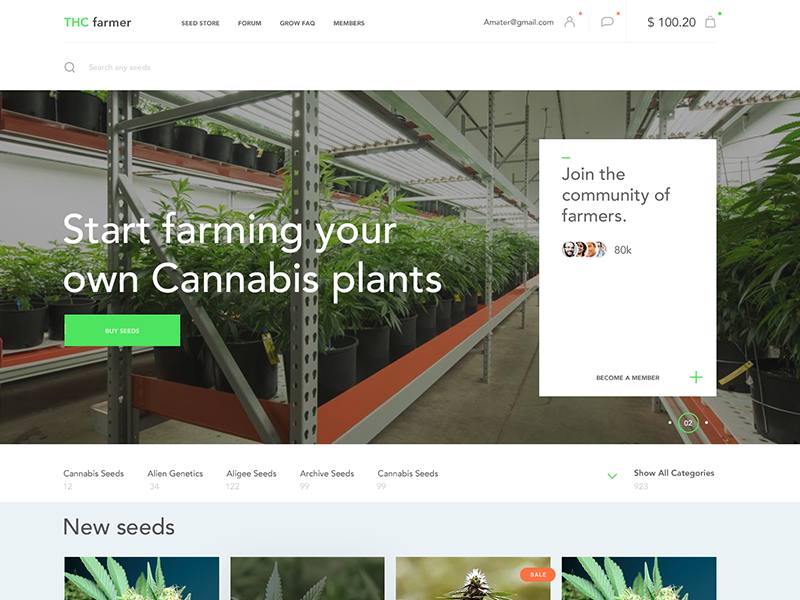 THC farmer
SEED STORE FORUM GROW FAQ MEMBERS
Amater@gmail.com
$ 100.20
Search any seeds
Start farming your
own Cannabis plants
BUY SEEDS
Join the
community of
farmers.
80k
BECOME A MEMBER
02
Cannabis Seeds Alien Genetics Aligee Seeds Archive Seeds Cannabis Seeds Show All Categories
12 34 122 99 99 923
New seeds
SALE